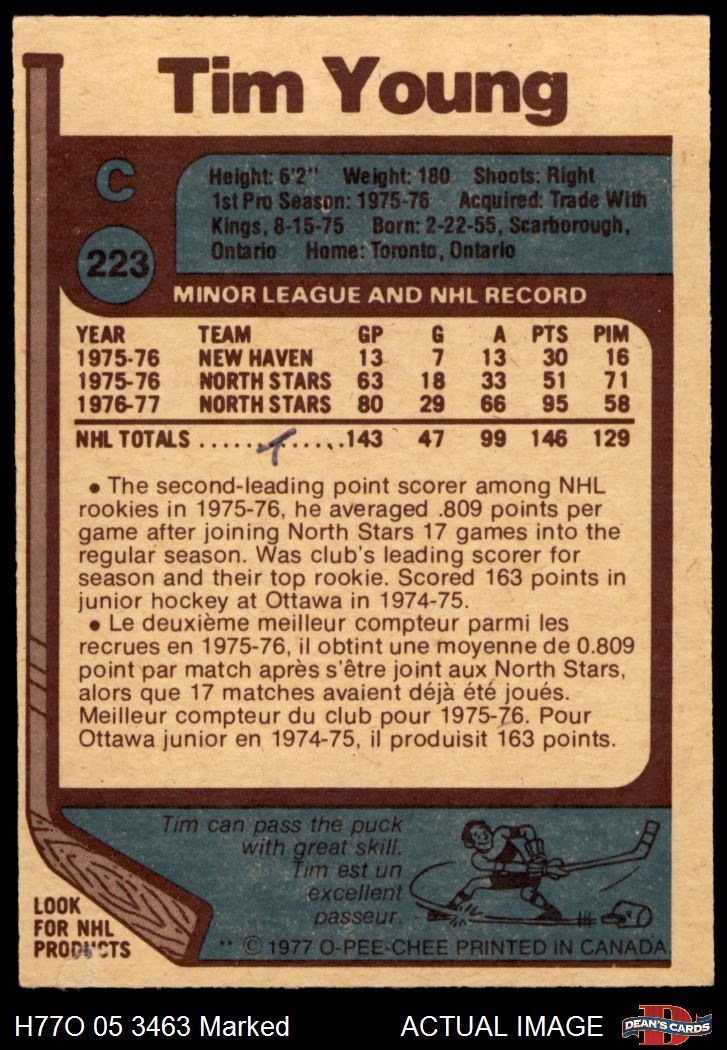 Tim Young
C
223
Height: 6'2" Weight: 180 Shoots: Right
1st Pro Season: 1975-76 Acquired: Trade With
Kings, 8-15-75 Born: 2-22-55, Scarborough,
Ontario Home: Toronto, Ontario
MINOR LEAGUE AND NHL RECORD
YEAR TEAM GP G A PTS PIM
1975-76 NEW HAVEN 13 7 13 30 16
1975-76 NORTH STARS 63 18 33 51 71
1976-77 NORTH STARS 80 29 66 95 58
NHL TOTALS ................ 143 47 99 146 129
• The second-leading point scorer among NHL
rookies in 1975-76, he averaged .809 points per
game after joining North Stars 17 games into the
regular season. Was club's leading scorer for
season and their top rookie. Scored 163 points in
junior hockey at Ottawa in 1974-75.
• Le deuxième meilleur compteur parmi les
recrues en 1975-76, il obtint une moyenne de 0.809
point par match après s'être joint aux North Stars,
alors que 17 matches avaient déjà été joués.
Meilleur compteur du club pour 1975-76. Pour
Ottawa junior en 1974-75, il produisit 163 points.
Tim can pass the puck
with great skill.
Tim est un
excellent
passeur.
LOOK
FOR NHL
PRODUCTS
** © 1977 O-PEE-CHEE PRINTED IN CANADA.
H77O 05 3463 Marked ACTUAL IMAGE
D
DEAN'S CARDS